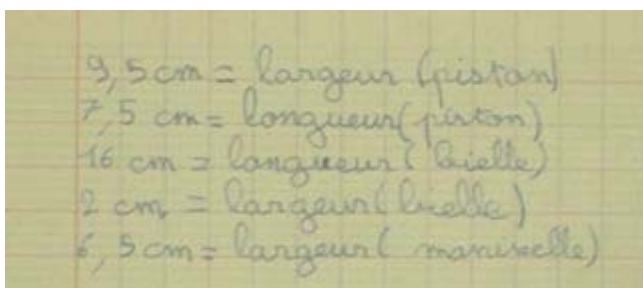 9,5 cm = largeur (piston)
7,5 cm = longueur (piston)
16 cm = longueur (bielle)
2 cm = largeur (bielle)
6,5 cm = largeur ( manivelle)